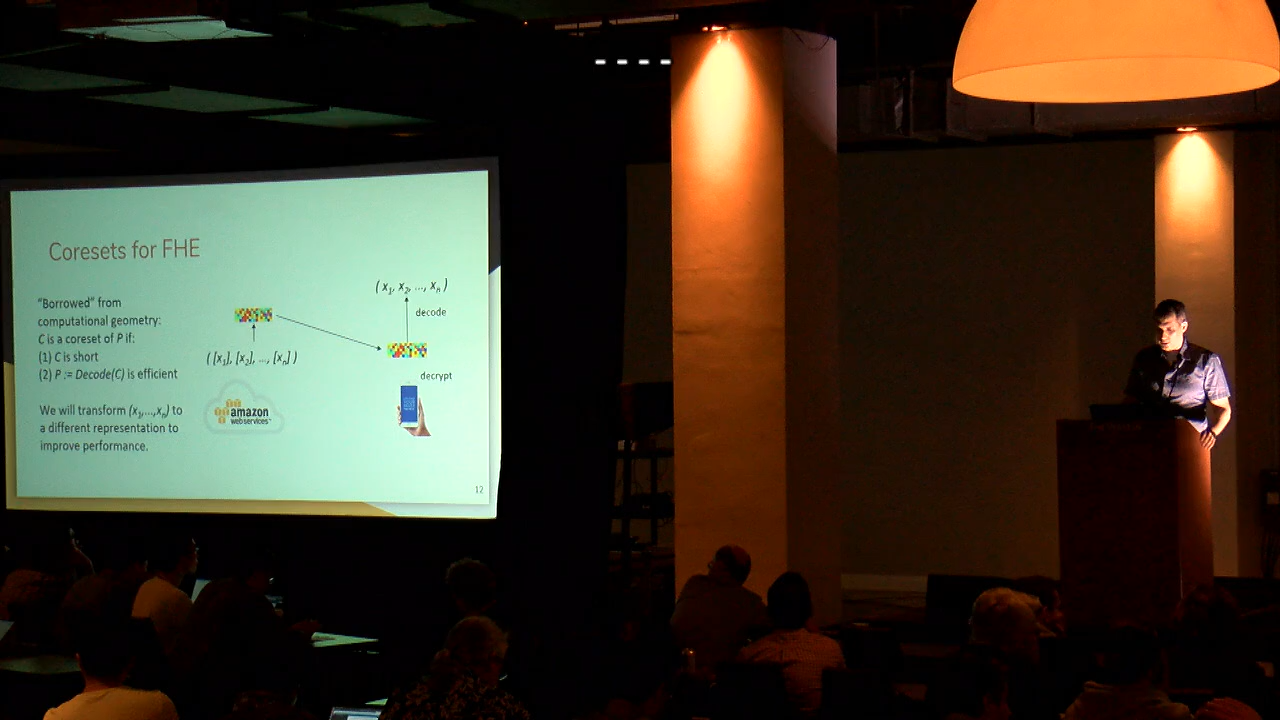 Coresets for FHE
"Borrowed" from
computational geometry:
C is a coreset of P if:
(1) C is short
(2) P := Decode(C) is efficient
We will transform (x₁,...,xₙ) to
a different representation to
improve performance.
( [x₁], [x₂], ..., [xₙ] )
amazon
web services™
( x₁, x₂, ..., xₙ )
decode
decrypt
12